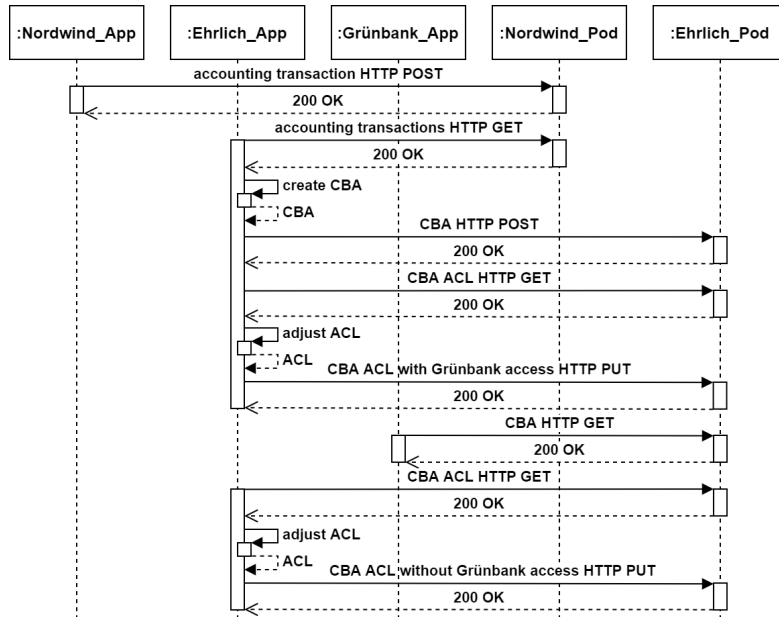 :Nordwind_App
:Ehrlich_App
:Grünbank_App
:Nordwind_Pod
:Ehrlich_Pod
accounting transaction HTTP POST
200 OK
accounting transactions HTTP GET
200 OK
create CBA
CBA
CBA HTTP POST
200 OK
CBA ACL HTTP GET
200 OK
adjust ACL
ACL
CBA ACL with Grünbank access HTTP PUT
200 OK
CBA HTTP GET
200 OK
CBA ACL HTTP GET
200 OK
adjust ACL
ACL
CBA ACL without Grünbank access HTTP PUT
200 OK